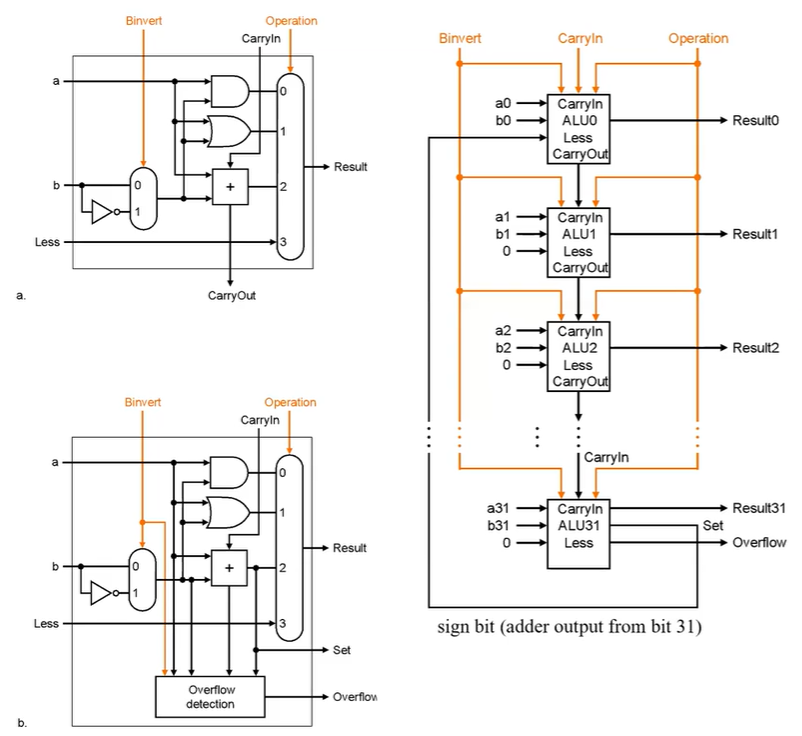 Binvert
Operation
CarryIn
a
0
1
Result
b
0
+
2
1
Less
3
CarryOut
a.
Binvert
Operation
CarryIn
a
0
1
Result
b
0
+
2
1
Less
3
Set
Overflow
detection
Overflow
b.
Binvert
CarryIn
Operation
a0
CarryIn
b0
ALU0
Result0
Less
CarryOut
a1
CarryIn
b1
ALU1
Result1
0
Less
CarryOut
a2
CarryIn
b2
ALU2
Result2
0
Less
CarryOut
CarryIn
a31
CarryIn
Result31
b31
ALU31
Set
0
Less
Overflow
sign bit (adder output from bit 31)